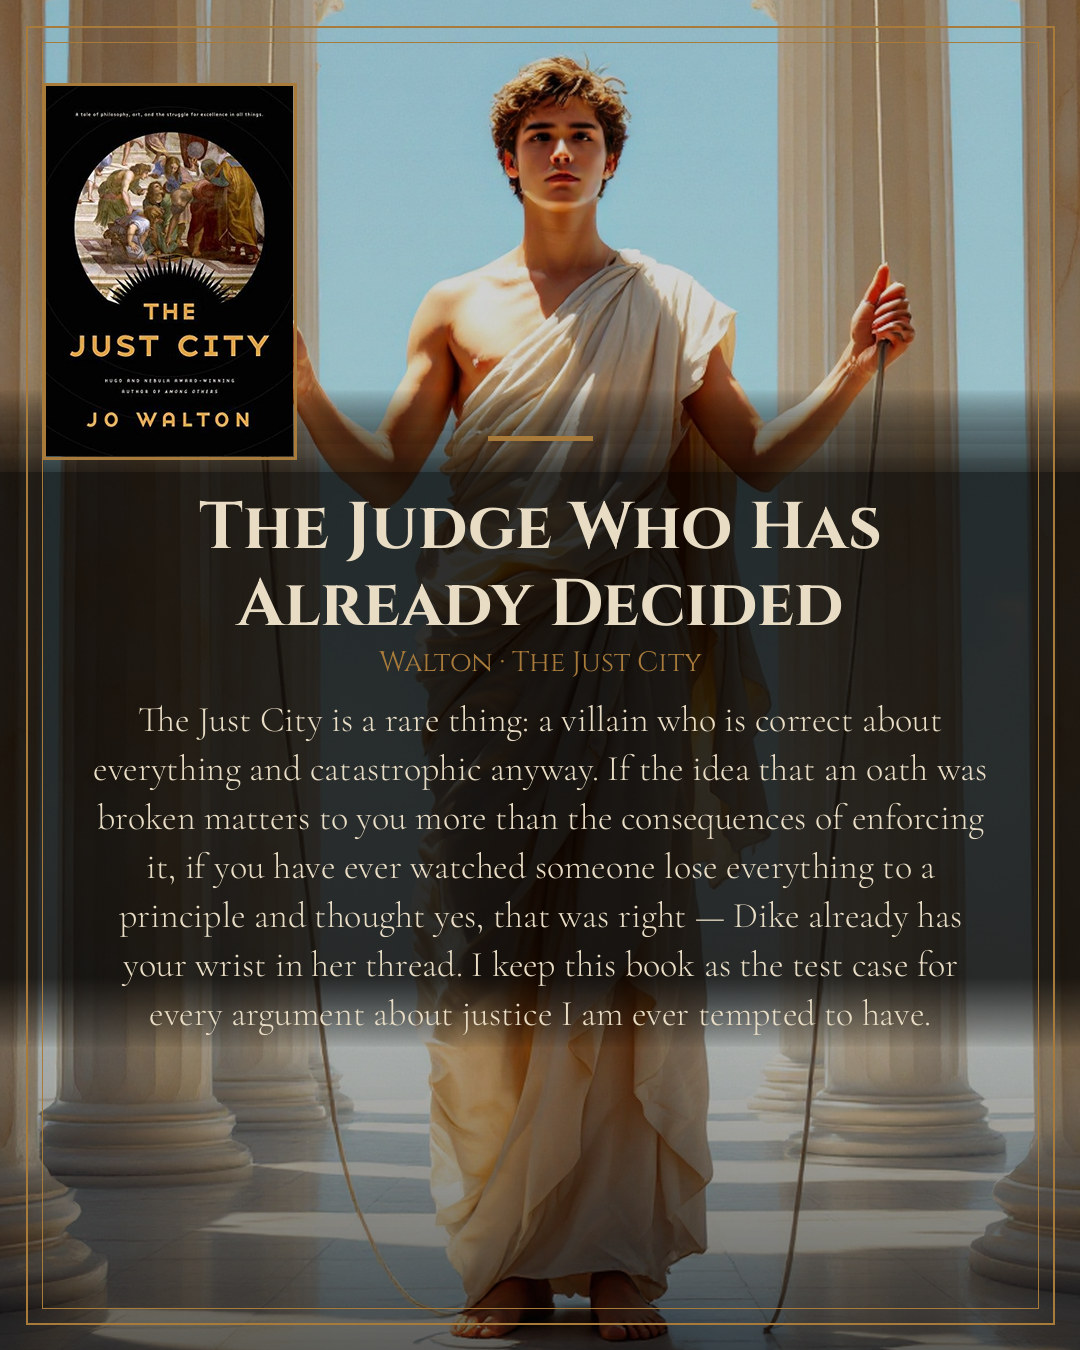 A tale of philosophy, art, and the struggle for excellence in all things.
THE
JUST CITY
HUGO AND NEBULA AWARD-WINNING
AUTHOR OF AMONG OTHERS
JO WALTON
The Judge Who Has
Already Decided
Walton · The Just City
The Just City is a rare thing: a villain who is correct about
everything and catastrophic anyway. If the idea that an oath was
broken matters to you more than the consequences of enforcing
it, if you have ever watched someone lose everything to a
principle and thought yes, that was right — Dike already has
your wrist in her thread. I keep this book as the test case for
every argument about justice I am ever tempted to have.